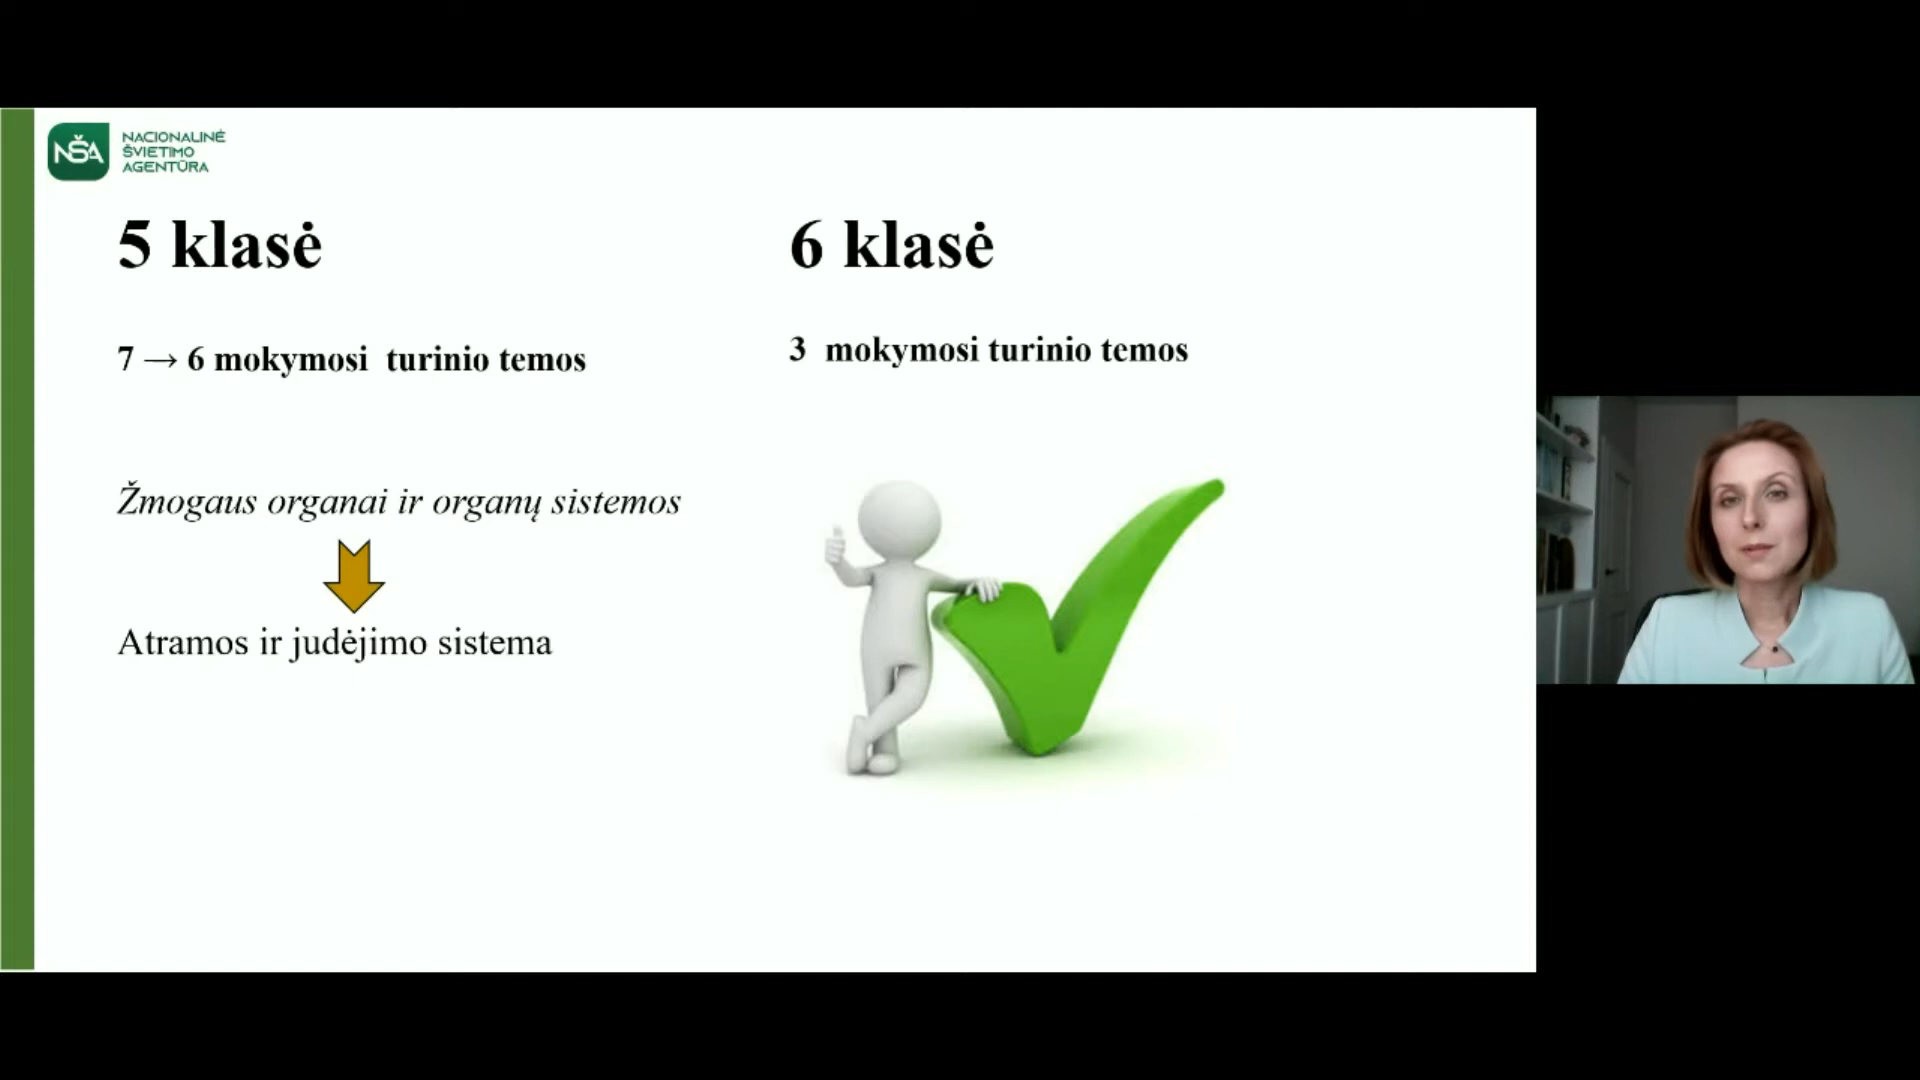 NŠA
NACIONALINĖ
ŠVIETIMO
AGENTŪRA
5 klasė
7 → 6 mokymosi turinio temos
Žmogaus organai ir organų sistemos
Atramos ir judėjimo sistema
6 klasė
3 mokymosi turinio temos